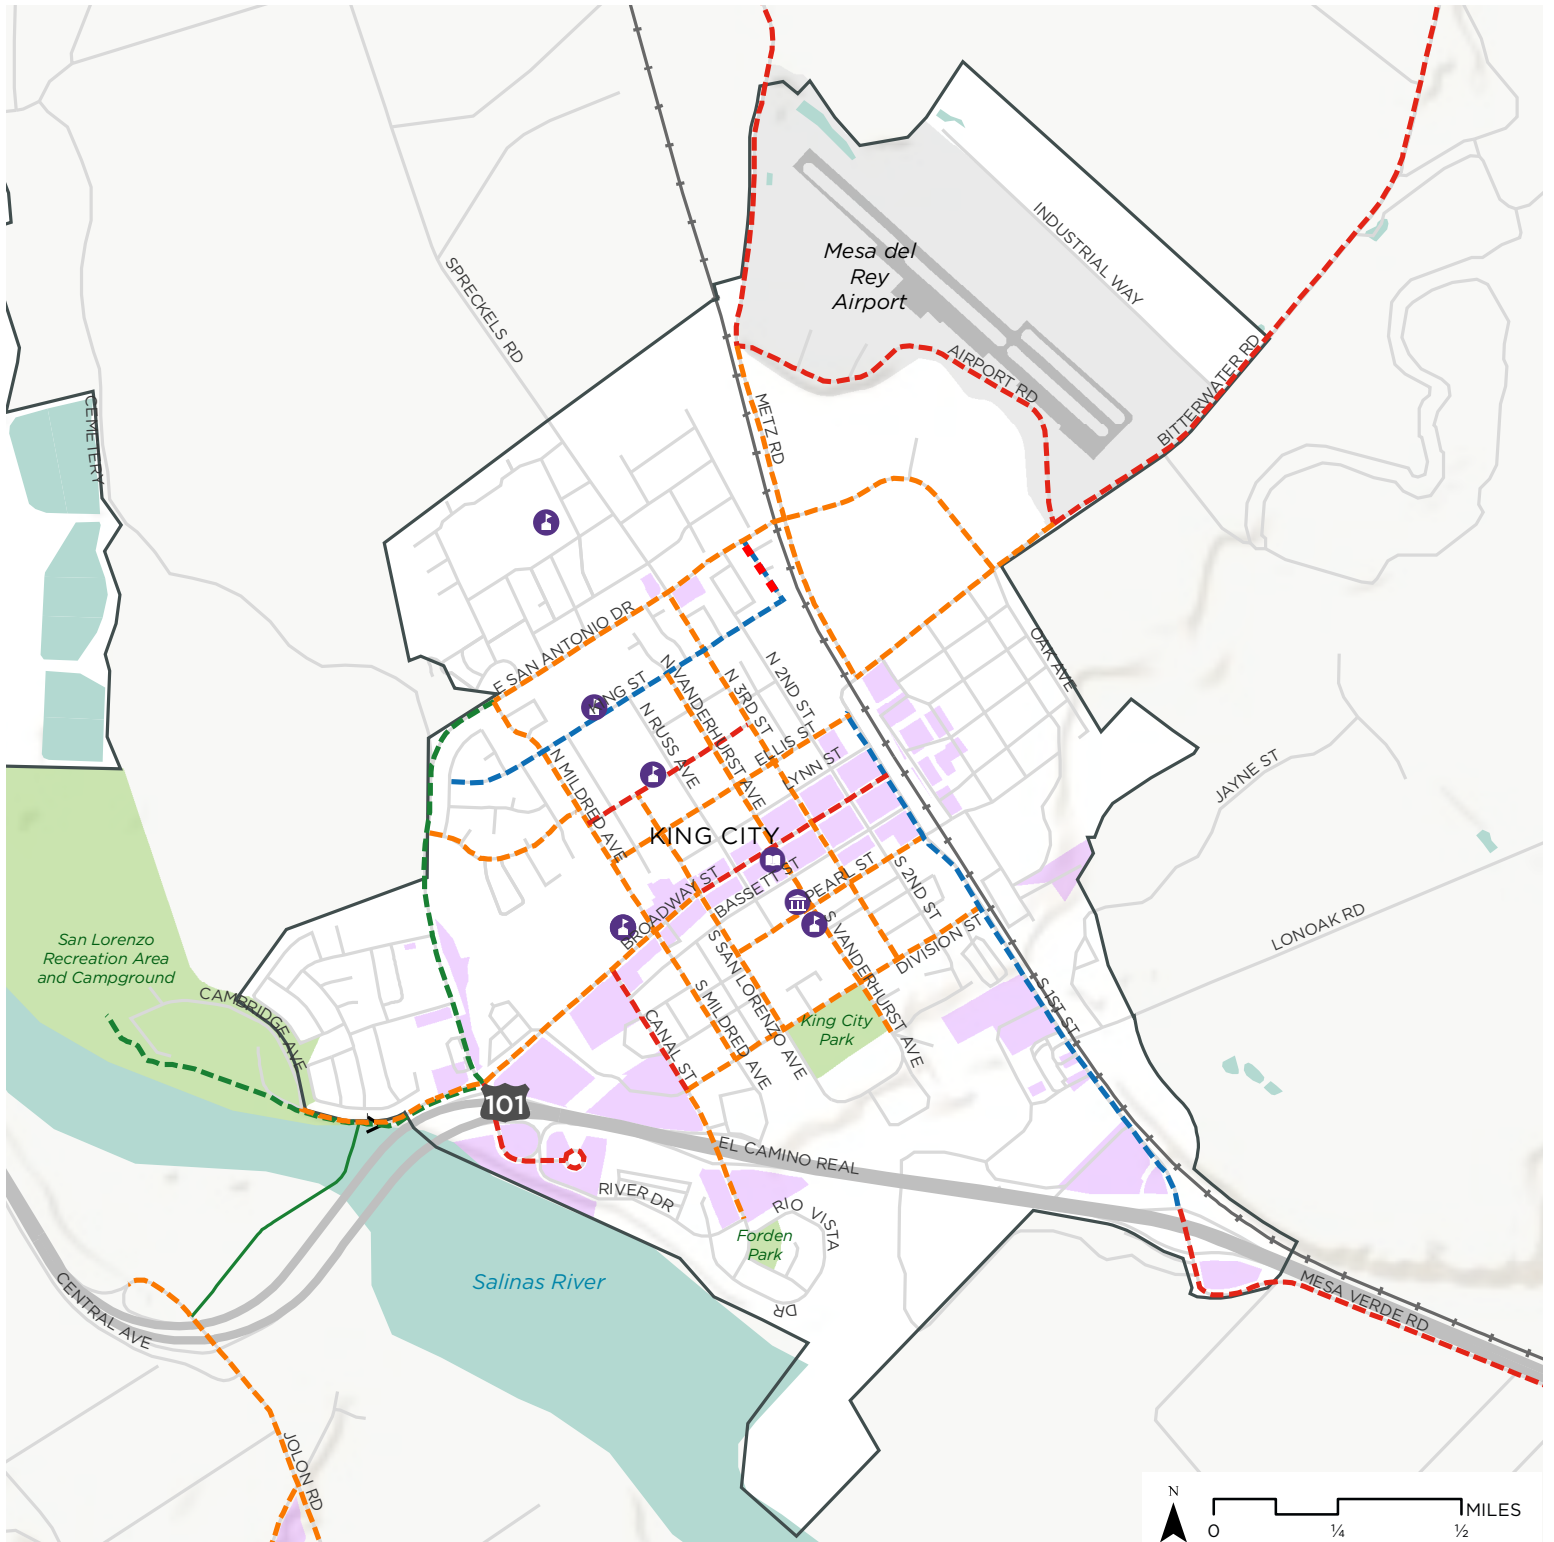 INDUSTRIAL WAY
Mesa del
Rey
Airport
SPRECKELS RD
AIRPORT RD
BITTERWATER RD
CEMETERY
METZ RD
E SAN ANTONIO DR
OAK AVE
KING ST
N VANDERHURST AVE
N 3RD ST
N 2ND ST
N RUSS AVE
ELLIS ST
LYNN ST
N MILDRED AVE
JAYNE ST
KING CITY
BROADWAY ST
BASSETT ST
PEARL ST
S 2ND ST
LONOAK RD
San Lorenzo
Recreation Area
and Campground
S VANDERHURST AVE
DIVISION ST
S SAN LORENZO AVE
S MILDRED AVE
CAMBRIDGE AVE
CANAL ST
King City
Park
S 1ST ST
101
EL CAMINO REAL
RIVER DR
RIO VISTA
DR
Forden
Park
Salinas River
CENTRAL AVE
MESA VERDE RD
JOLON RD
N
MILES
0 ¼ ½